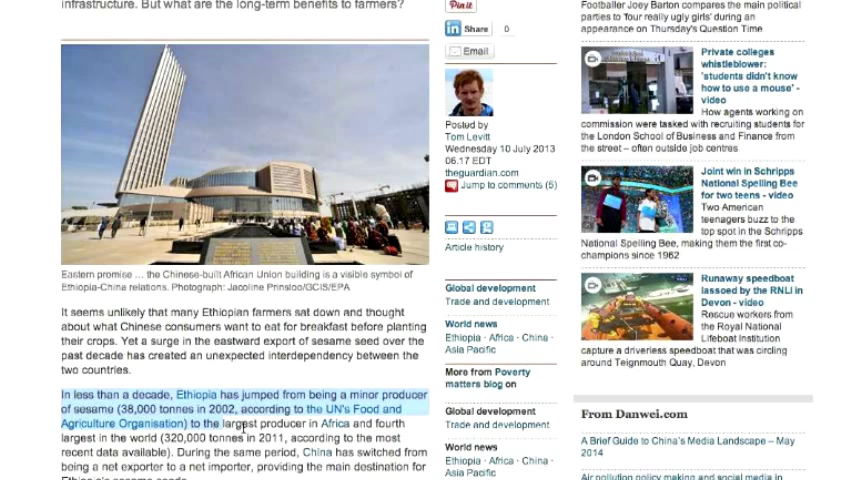 infrastructure. But what are the long-term benefits to farmers?
Eastern promise ... the Chinese-built African Union building is a visible symbol of
Ethiopia-China relations. Photograph: Jacoline Prinsloo/GCIS/EPA
It seems unlikely that many Ethiopian farmers sat down and thought
about what Chinese consumers want to eat for breakfast before planting
their crops. Yet a surge in the eastward export of sesame seed over the
past decade has created an unexpected interdependency between the
two countries.
In less than a decade, Ethiopia has jumped from being a minor producer
of sesame (38,000 tonnes in 2002, according to the UN's Food and
Agriculture Organisation) to the largest producer in Africa and fourth
largest in the world (320,000 tonnes in 2011, according to the most
recent data available). During the same period, China has switched from
being a net exporter to a net importer, providing the main destination for
Ethiopia's sesame seeds.
Pin it
in Share 0
Email
Posted by
Tom Levitt
Wednesday 10 July 2013
06.17 EDT
theguardian.com
Jump to comments (5)
Article history
Global development
Trade and development
World news
Ethiopia · Africa · China ·
Asia Pacific
More from Poverty
matters blog on
Global development
Trade and development
World news
Ethiopia · Africa · China ·
Asia Pacific
Footballer Joey Barton compares the main political
parties to 'four really ugly girls' during an
appearance on Thursday's Question Time
Private colleges
whistleblower:
'students didn't know
how to use a mouse' -
video
How agents working on
commission were tasked with recruiting students for
the London School of Business and Finance from
the street – often outside job centres
Joint win in Schripps
National Spelling Bee
for two teens - video
Two American
teenagers buzz to the
top spot in the Schripps
National Spelling Bee, making them the first co-
champions since 1962
Runaway speedboat
lassoed by the RNLI in
Devon - video
Rescue workers from
the Royal National
Lifeboat Institution
capture a driverless speedboat that was circling
around Teignmouth Quay, Devon
From Danwei.com
A Brief Guide to China's Media Landscape – May
2014
Air pollution policy making and social media in